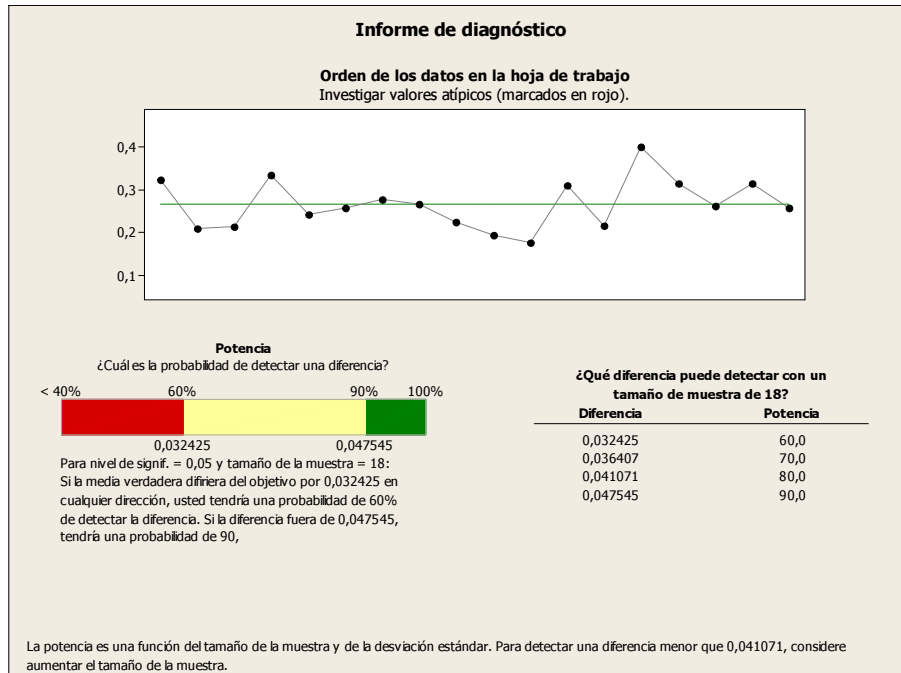 Informe de diagnóstico
Orden de los datos en la hoja de trabajo
Investigar valores atípicos (marcados en rojo).
0,4
0,3
0,2
0,1
Potencia
¿Cuál es la probabilidad de detectar una diferencia?
< 40% 60% 90% 100%
0,032425 0,047545
Para nivel de signif. = 0,05 y tamaño de la muestra = 18:
Si la media verdadera difiriera del objetivo por 0,032425 en
cualquier dirección, usted tendría una probabilidad de 60%
de detectar la diferencia. Si la diferencia fuera de 0,047545,
tendría una probabilidad de 90,
¿Qué diferencia puede detectar con un
tamaño de muestra de 18?
Diferencia Potencia
0,032425 60,0
0,036407 70,0
0,041071 80,0
0,047545 90,0
La potencia es una función del tamaño de la muestra y de la desviación estándar. Para detectar una diferencia menor que 0,041071, considere
aumentar el tamaño de la muestra.